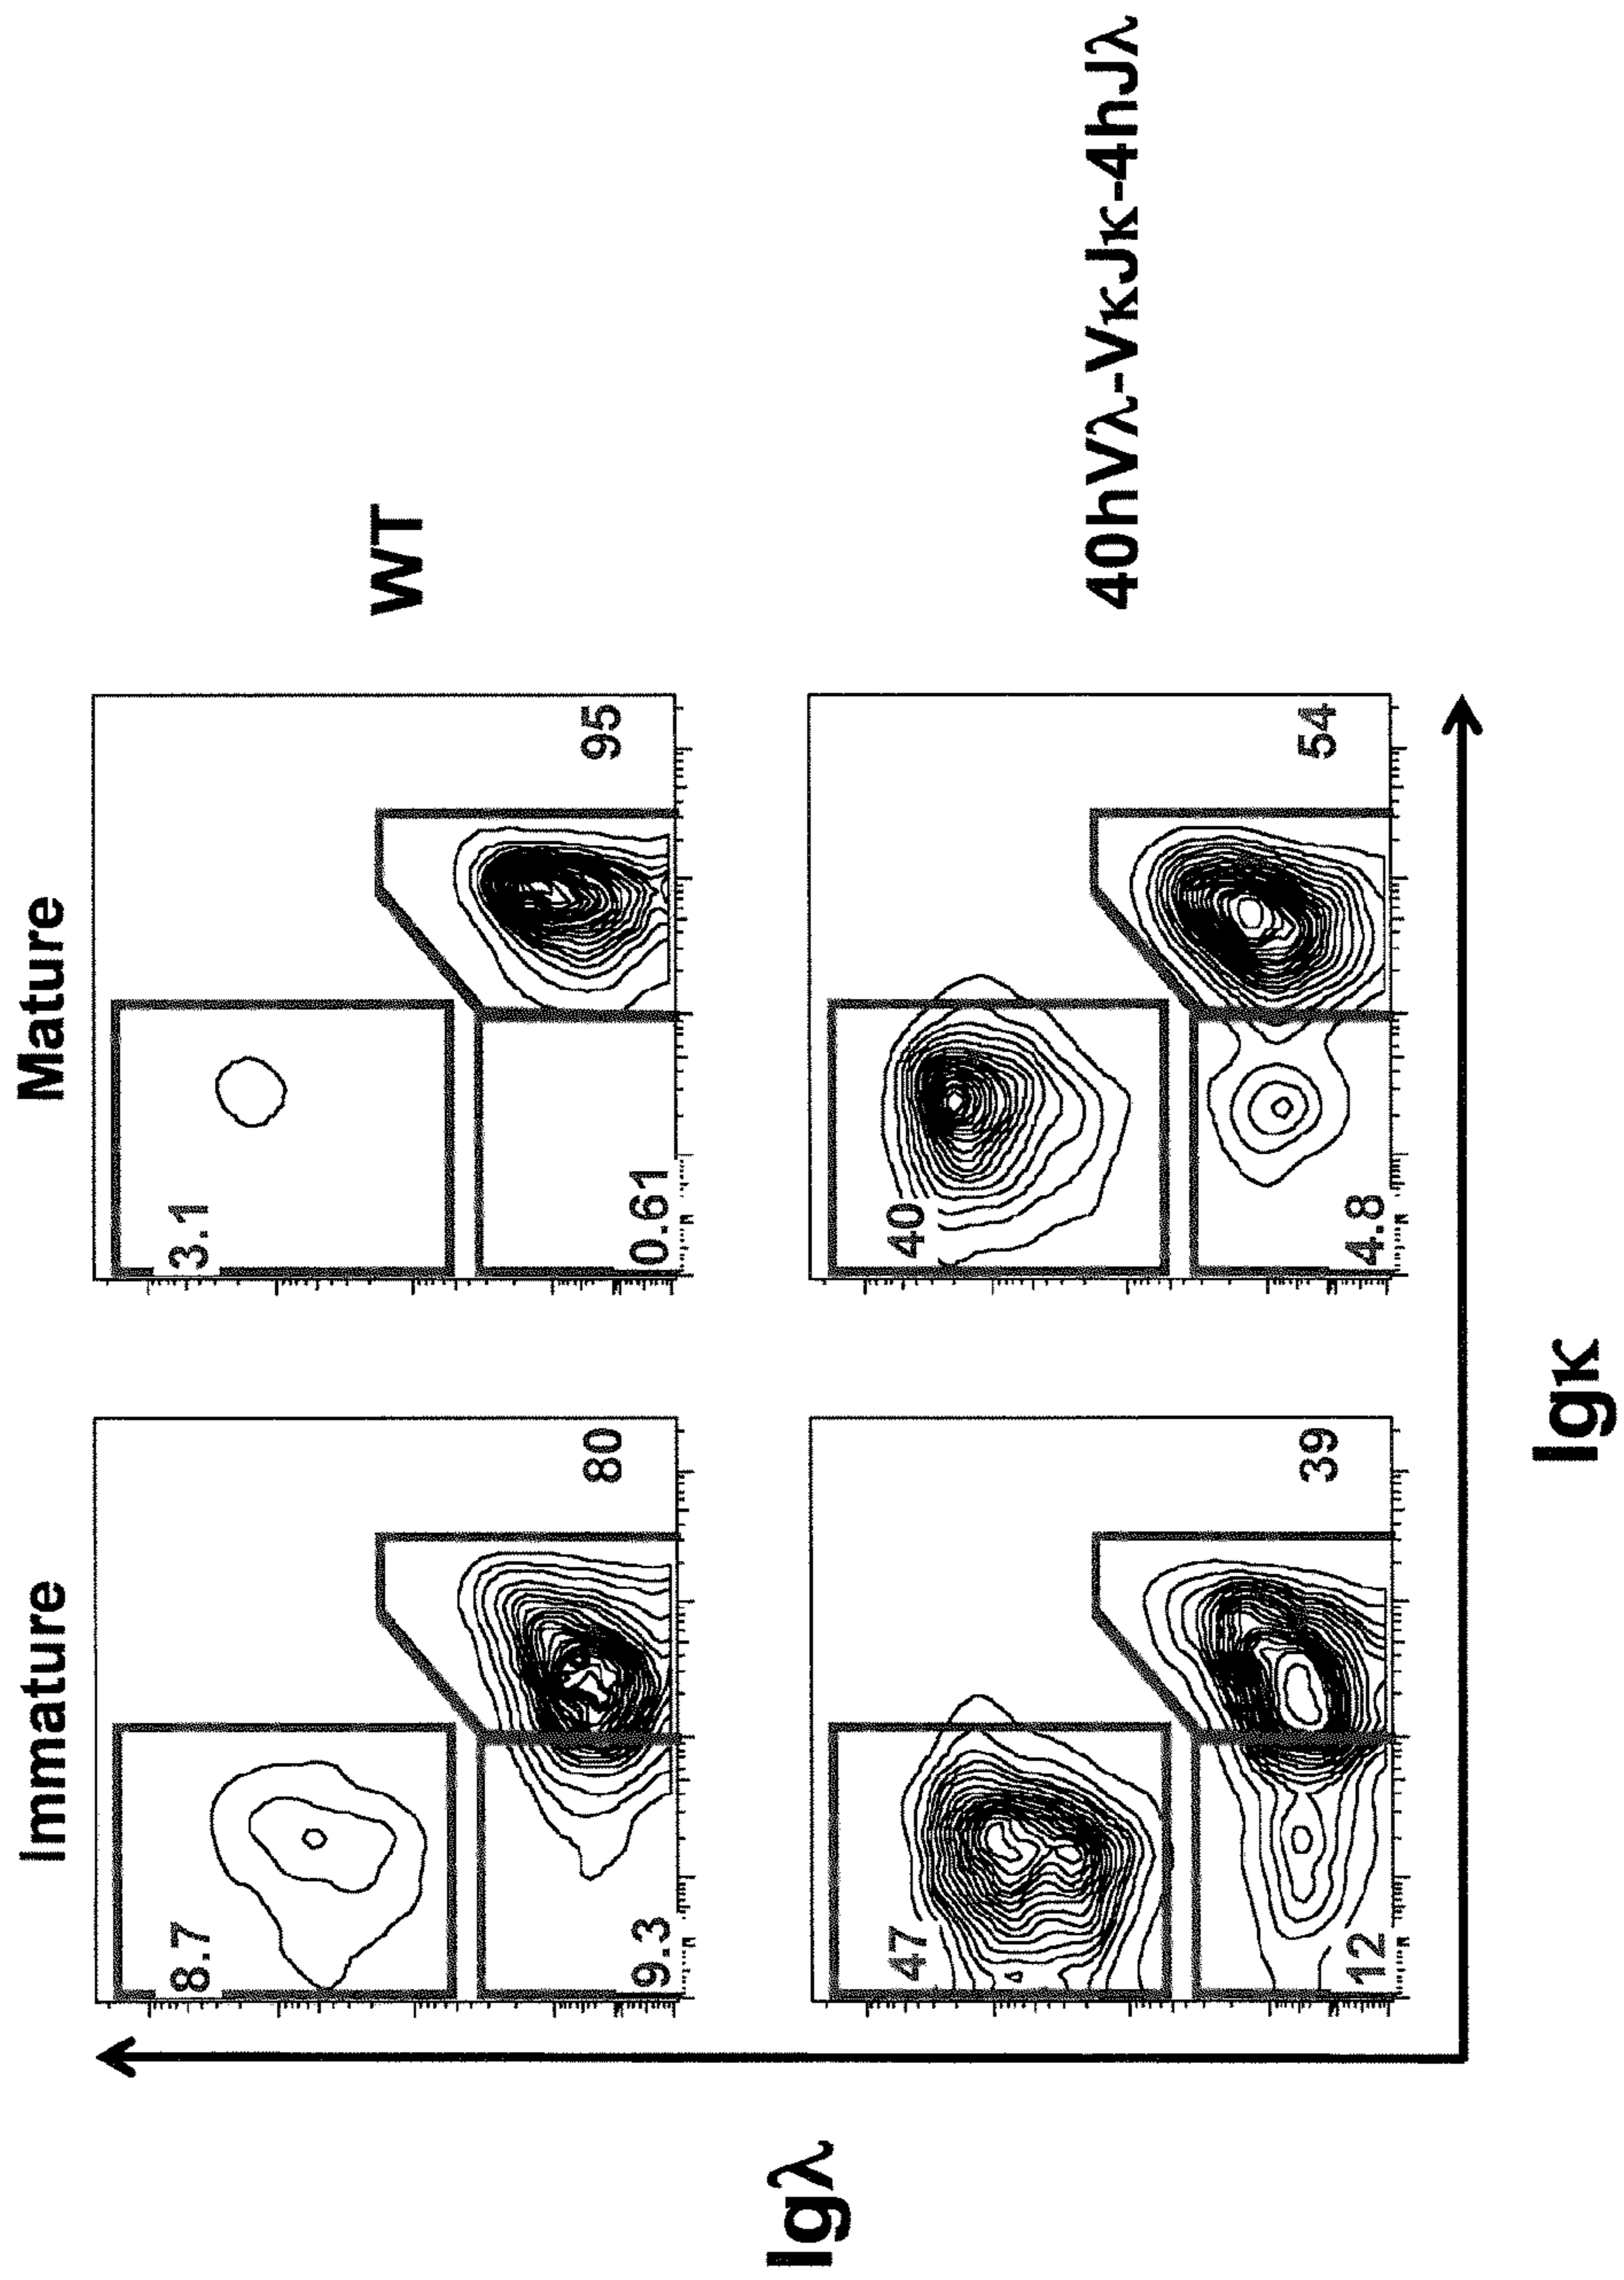 Immature
Mature
8.7
80
9.3
3.1
95
0.61
WT
47
39
12
40
54
4.8
40hVλ-VκJκ-4hJλ
Igλ
Igκ